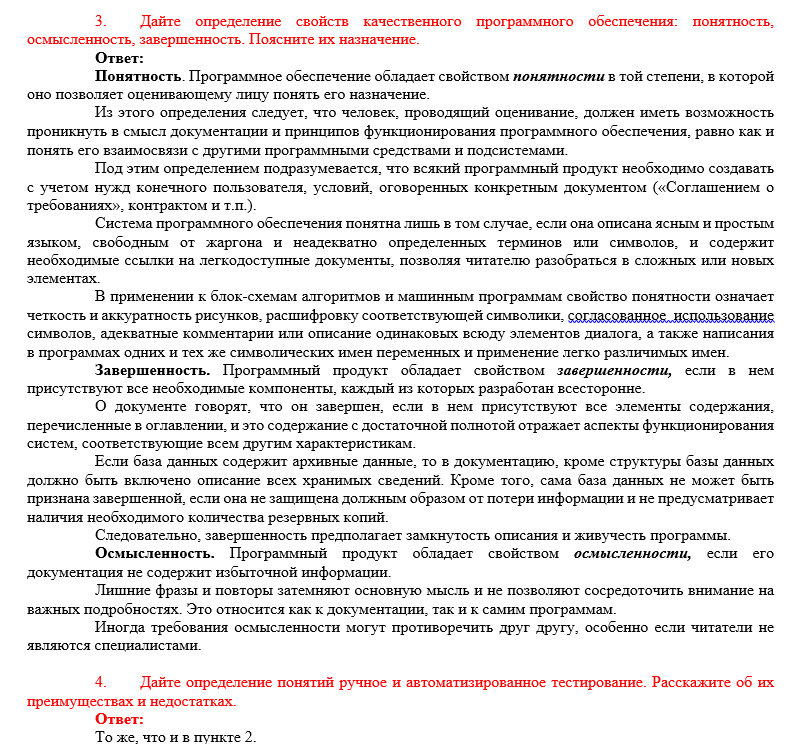 3. Дайте определение свойств качественного программного обеспечения: понятность,
осмысленность, завершенность. Поясните их назначение.
Ответ:
Понятность. Программное обеспечение обладает свойством понятности в той степени, в которой
оно позволяет оценивающему лицу понять его назначение.
Из этого определения следует, что человек, проводящий оценивание, должен иметь возможность
проникнуть в смысл документации и принципов функционирования программного обеспечения, равно как и
понять его взаимосвязи с другими программными средствами и подсистемами.
Под этим определением подразумевается, что всякий программный продукт необходимо создавать
с учетом нужд конечного пользователя, условий, оговоренных конкретным документом («Соглашением о
требованиях», контрактом и т.п.).
Система программного обеспечения понятна лишь в том случае, если она описана ясным и простым
языком, свободным от жаргона и неадекватно определенных терминов или символов, и содержит
необходимые ссылки на легкодоступные документы, позволяя читателю разобраться в сложных или новых
элементах.
В применении к блок-схемам алгоритмов и машинным программам свойство понятности означает
четкость и аккуратность рисунков, расшифровку соответствующей символики, согласованное использование
символов, адекватные комментарии или описание одинаковых всюду элементов диалога, а также написания
в программах одних и тех же символических имен переменных и применение легко различимых имен.
Завершенность. Программный продукт обладает свойством завершенности, если в нем
присутствуют все необходимые компоненты, каждый из которых разработан всесторонне.
О документе говорят, что он завершен, если в нем присутствуют все элементы содержания,
перечисленные в оглавлении, и это содержание с достаточной полнотой отражает аспекты функционирования
систем, соответствующие всем другим характеристикам.
Если база данных содержит архивные данные, то в документацию, кроме структуры базы данных
должно быть включено описание всех хранимых сведений. Кроме того, сама база данных не может быть
признана завершенной, если она не защищена должным образом от потери информации и не предусматривает
наличия необходимого количества резервных копий.
Следовательно, завершенность предполагает замкнутость описания и живучесть программы.
Осмысленность. Программный продукт обладает свойством осмысленности, если его
документация не содержит избыточной информации.
Лишние фразы и повторы затемняют основную мысль и не позволяют сосредоточить внимание на
важных подробностях. Это относится как к документации, так и к самим программам.
Иногда требования осмысленности могут противоречить друг другу, особенно если читатели не
являются специалистами.
4. Дайте определение понятий ручное и автоматизированное тестирование. Расскажите об их
преимуществах и недостатках.
Ответ:
То же, что и в пункте 2.